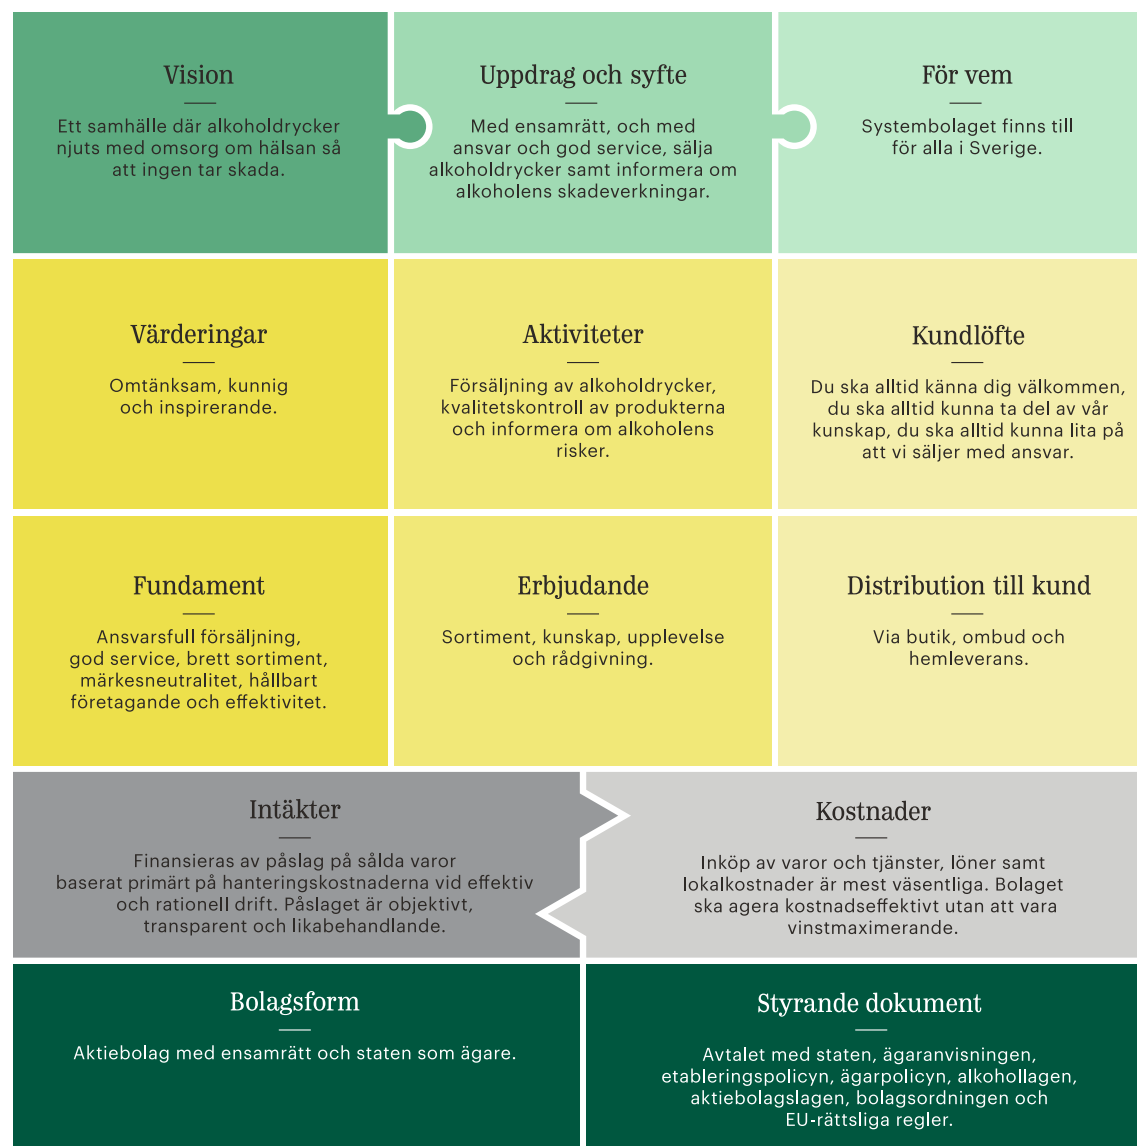 Vision
Ett samhälle där alkoholdrycker
njuts med omsorg om hälsan så
att ingen tar skada.
Uppdrag och syfte
Med ensamrätt, och med
ansvar och god service, sälja
alkoholdrycker samt informera om
alkoholens skadeverkningar.
För vem
Systembolaget finns till
för alla i Sverige.
Värderingar
Omtänksam, kunnig
och inspirerande.
Aktiviteter
Försäljning av alkoholdrycker,
kvalitetskontroll av produkterna
och informera om alkoholens
risker.
Kundlöfte
Du ska alltid känna dig välkommen,
du ska alltid kunna ta del av vår
kunskap, du ska alltid kunna lita på
att vi säljer med ansvar.
Fundament
Ansvarsfull försäljning,
god service, brett sortiment,
märkesneutralitet, hållbart
företagande och effektivitet.
Erbjudande
Sortiment, kunskap, upplevelse
och rådgivning.
Distribution till kund
Via butik, ombud och
hemleverans.
Intäkter
Finansieras av påslag på sålda varor
baserat primärt på hanteringskostnaderna vid effektiv
och rationell drift. Påslaget är objektivt,
transparent och likabehandlande.
Kostnader
Inköp av varor och tjänster, löner samt
lokalkostnader är mest väsentliga. Bolaget
ska agera kostnadseffektivt utan att vara
vinstmaximerande.
Bolagsform
Aktiebolag med ensamrätt och staten som ägare.
Styrande dokument
Avtalet med staten, ägaranvisningen,
etableringspolicyn, ägarpolicyn, alkohollagen,
aktiebolagslagen, bolagsordningen och
EU-rättsliga regler.